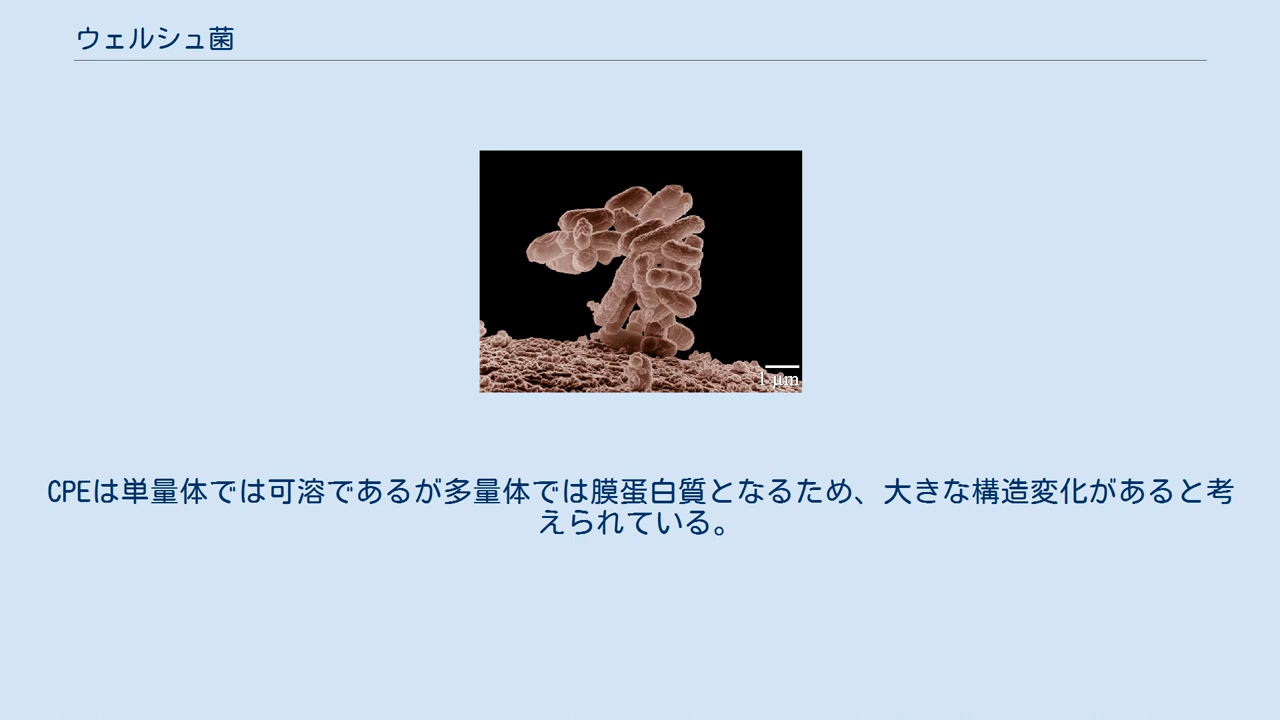 ウェルシュ菌
1 µm
CPEは単量体では可溶であるが多量体では膜蛋白質となるため、大きな構造変化があると考
えられている。